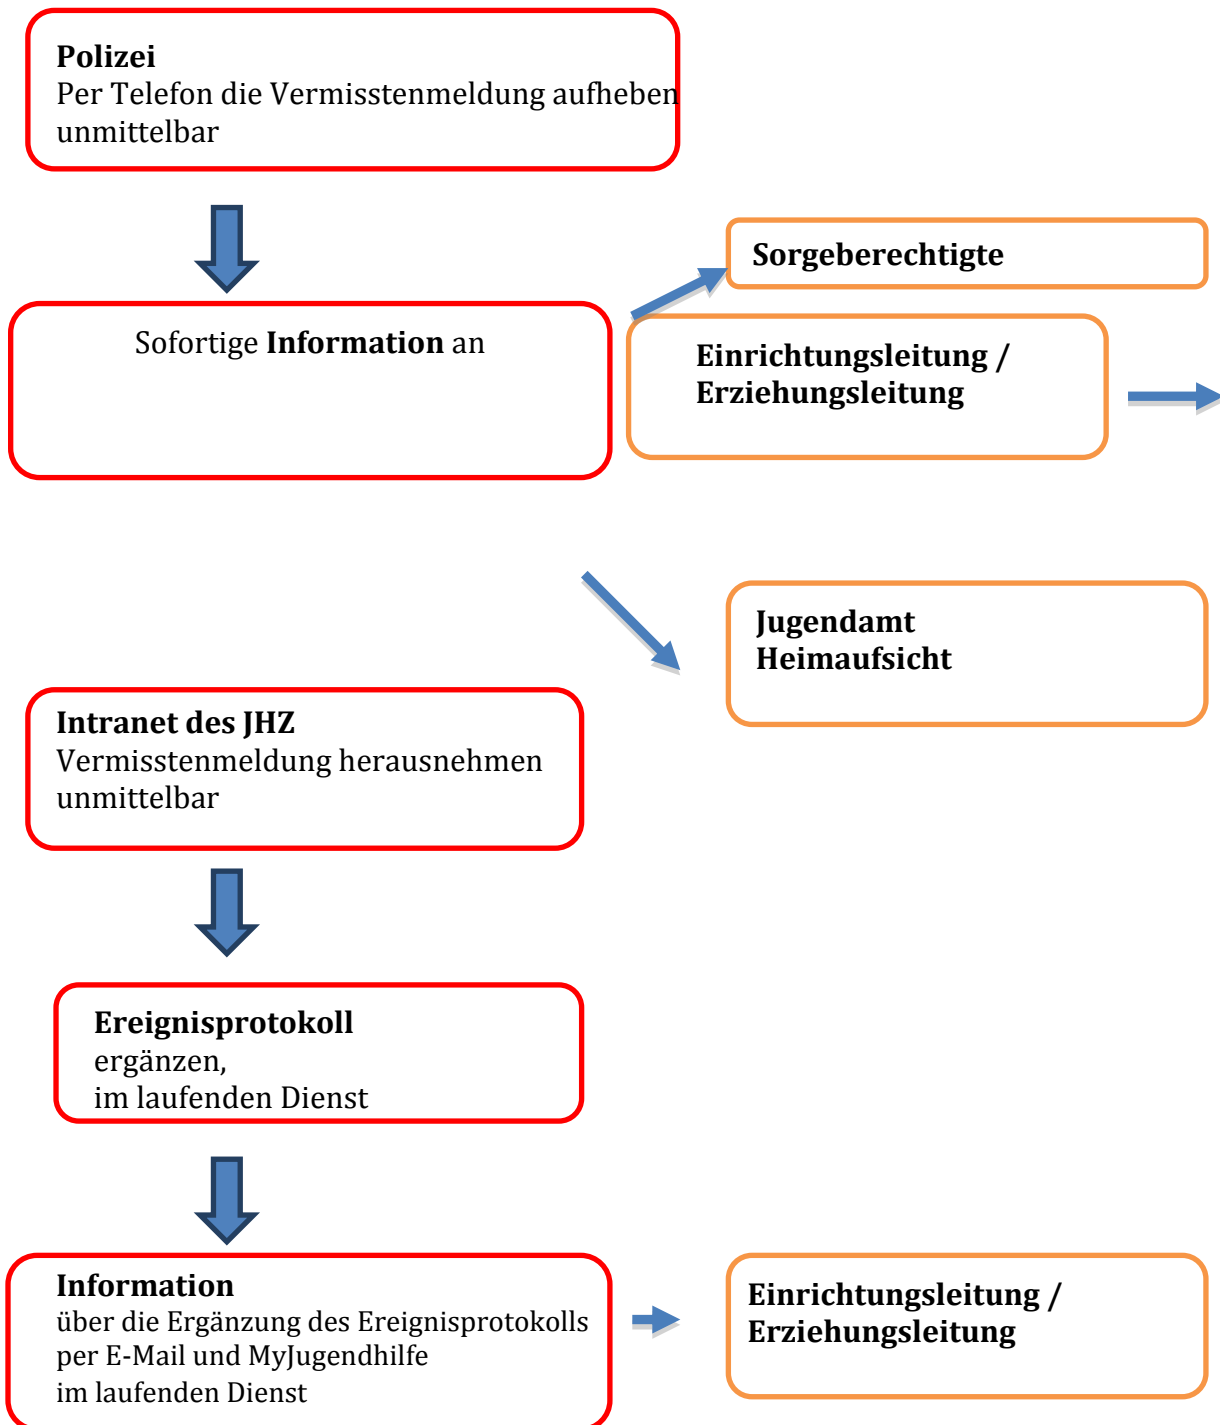 Polizei
Per Telefon die Vermisstenmeldung aufheben
unmittelbar
Sorgeberechtigte
Sofortige Information an
Einrichtungsleitung /
Erziehungsleitung
Jugendamt
Heimaufsicht
Intranet des JHZ
Vermisstenmeldung herausnehmen
unmittelbar
Ereignisprotokoll
ergänzen,
im laufenden Dienst
Information
über die Ergänzung des Ereignisprotokolls
per E-Mail und MyJugendhilfe
im laufenden Dienst
Einrichtungsleitung /
Erziehungsleitung